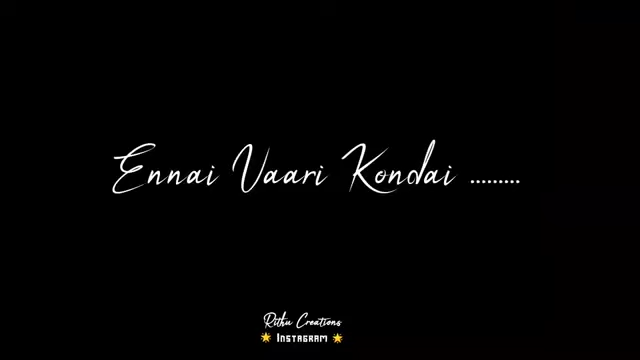 Ennai Vaari Kondai .........
Rithu Creations
🌟 Instagram 🌟